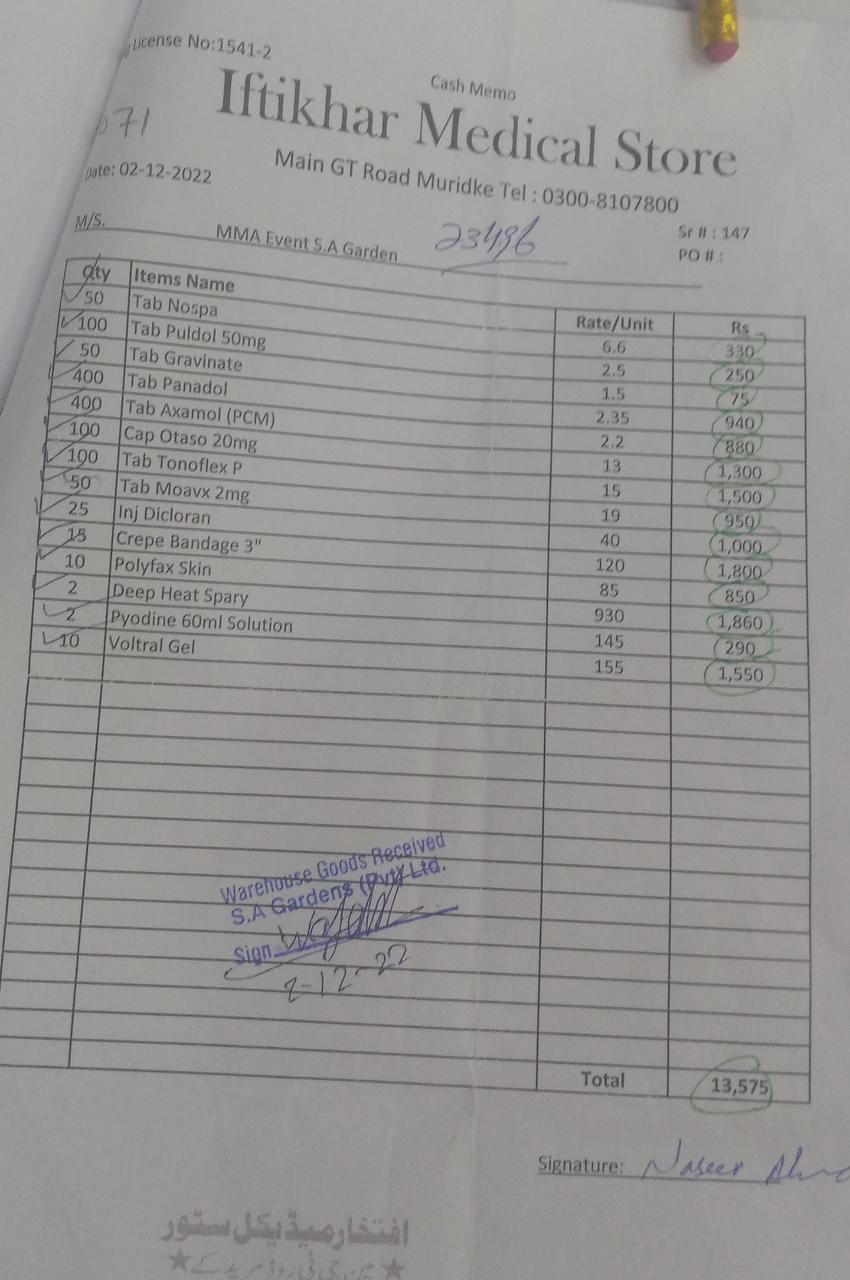 License No:1541-2
Cash Memo
Iftikhar Medical Store
071
Main GT Road Muridke Tel : 0300-8107800
Date: 02-12-2022
M/S. MMA Event S.A Garden 23496
Sr # : 147
PO # :
Qty Items Name Rate/Unit Rs
50 Tab Nospa 6.6 330
100 Tab Puldol 50mg 2.5 250
50 Tab Gravinate 1.5 75
400 Tab Panadol 2.35 940
400 Tab Axamol (PCM) 2.2 880
100 Cap Otaso 20mg 13 1,300
100 Tab Tonoflex P 15 1,500
50 Tab Moavx 2mg 19 950
25 Inj Dicloran 40 1,000
15 Crepe Bandage 3" 120 1,800
10 Polyfax Skin 85 850
2 Deep Heat Spary 930 1,860
2 Pyodine 60ml Solution 145 290
10 Voltral Gel 155 1,550
Warehouse Goods Received
S.A Gardens (Pvt) Ltd.
Sign
2-12-22
Total 13,575
Signature: Naseer
افتخار میڈیکل سٹور
مین جی ٹی روڈ مریدکے